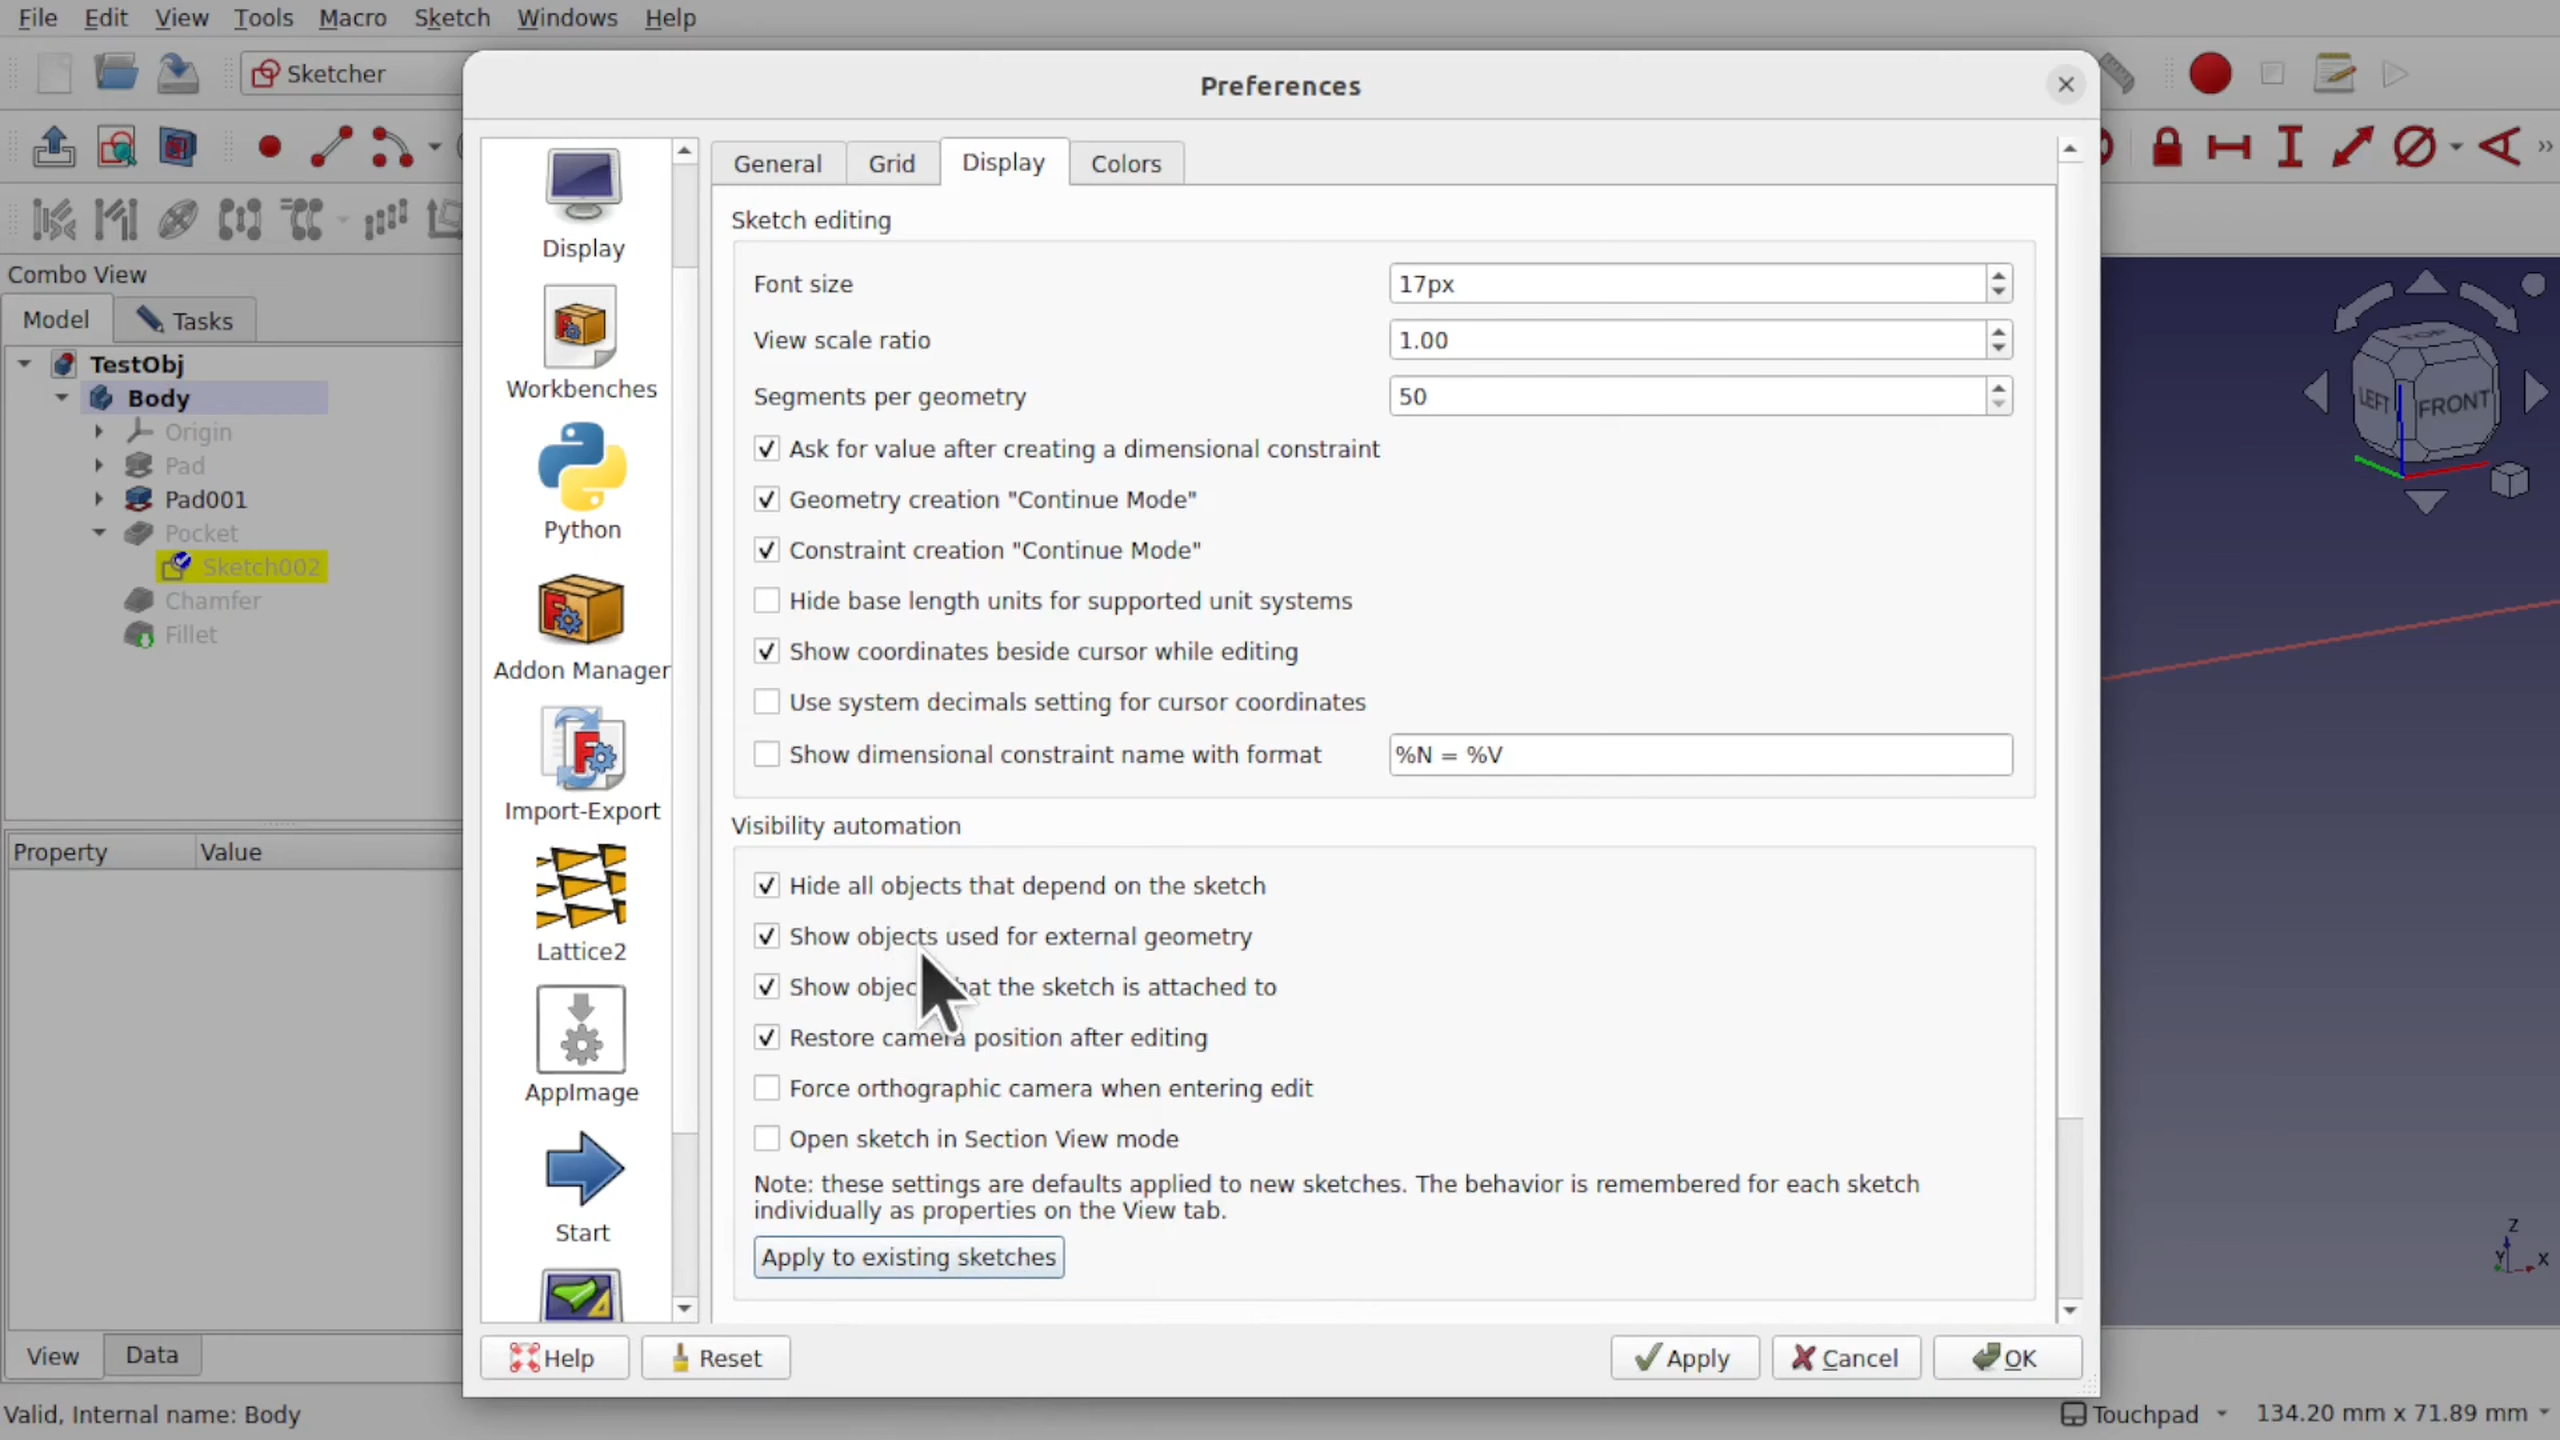 File Edit View Tools Macro Sketch Windows Help
Sketcher
Preferences
Combo View
Model
Tasks
TestObj
Body
Origin
Pad
Pad001
Pocket
Sketch002
Chamfer
Fillet
Property Value
View Data
Valid, Internal name: Body
Display
Workbenches
Python
Addon Manager
Import-Export
Lattice2
AppImage
Start
General Grid Display Colors
Sketch editing
Font size 17px
View scale ratio 1.00
Segments per geometry 50
Ask for value after creating a dimensional constraint
Geometry creation "Continue Mode"
Constraint creation "Continue Mode"
Hide base length units for supported unit systems
Show coordinates beside cursor while editing
Use system decimals setting for cursor coordinates
Show dimensional constraint name with format %N = %V
Visibility automation
Hide all objects that depend on the sketch
Show objects used for external geometry
Show the sketch is attached to
Restore camera position after editing
Force orthographic camera when entering edit
Open sketch in Section View mode
Note: these settings are defaults applied to new sketches. The behavior is remembered for each sketch
individually as properties on the View tab.
Apply to existing sketches
Help Reset Apply Cancel OK
TOP
LEFT FRONT
Z
Y X
Touchpad 134.20 mm x 71.89 mm